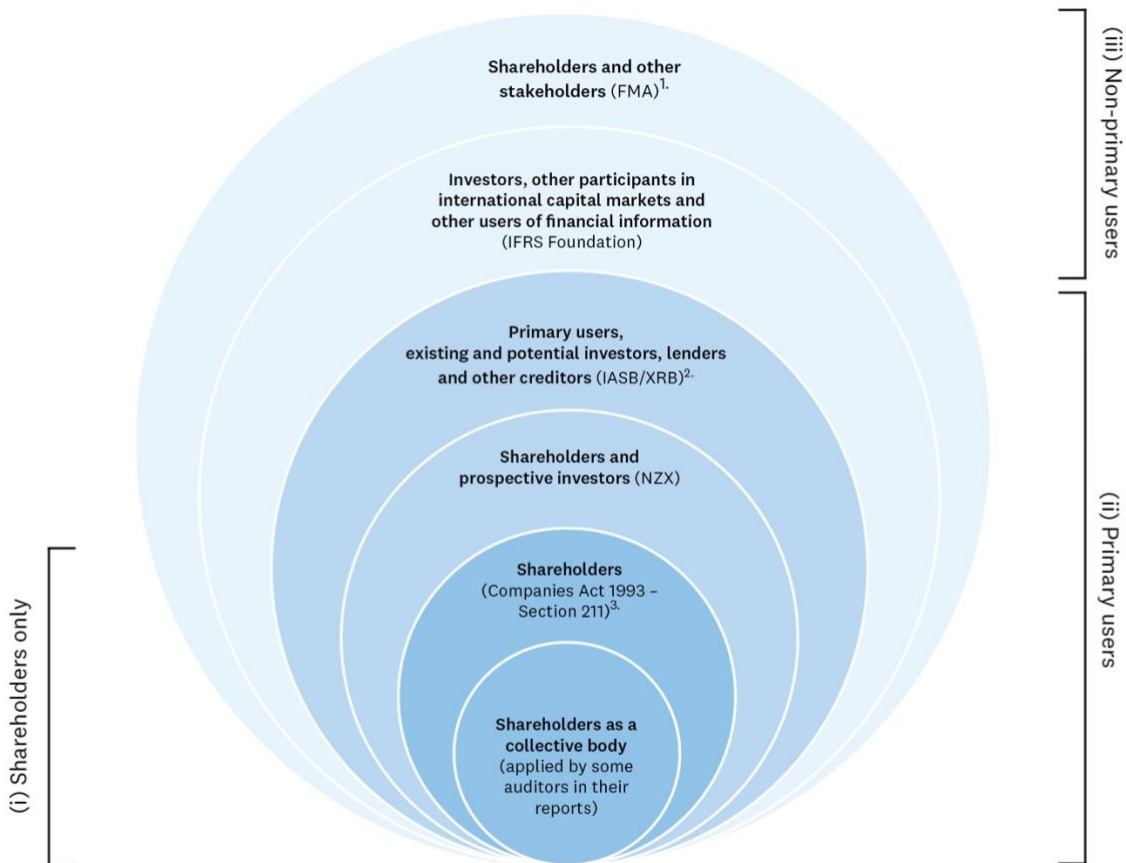 Shareholders and other
stakeholders (FMA)1.
Investors, other participants in
international capital markets and
other users of financial information
(IFRS Foundation)
Primary users,
existing and potential investors, lenders
and other creditors (IASB/XRB)2.
Shareholders and
prospective investors (NZX)
Shareholders
(Companies Act 1993 –
Section 211)3.
Shareholders as a
collective body
(applied by some
auditors in their
reports)
(i) Shareholders only
(iii) Non-primary users
(ii) Primary users